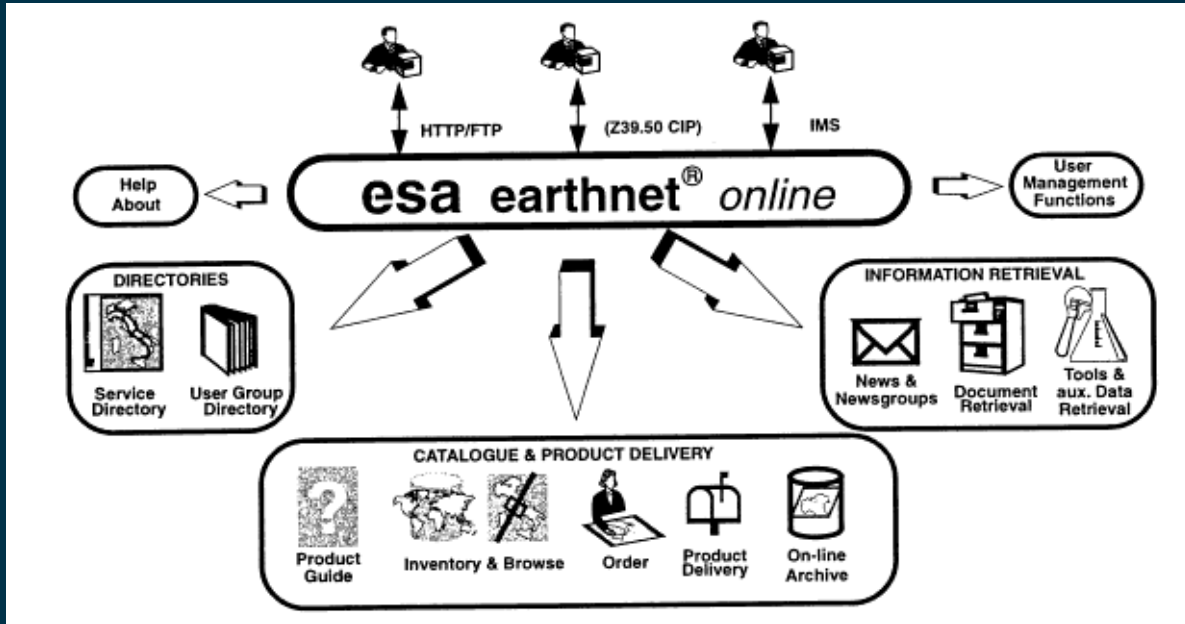 HTTP/FTP
(Z39.50 CIP)
IMS
Help
About
esa earthnet® online
User
Management
Functions
DIRECTORIES
Service
Directory
User Group
Directory
INFORMATION RETRIEVAL
News &
Newsgroups
Document
Retrieval
Tools &
aux. Data
Retrieval
CATALOGUE & PRODUCT DELIVERY
?
Product
Guide
Inventory & Browse
Order
Product
Delivery
On-line
Archive